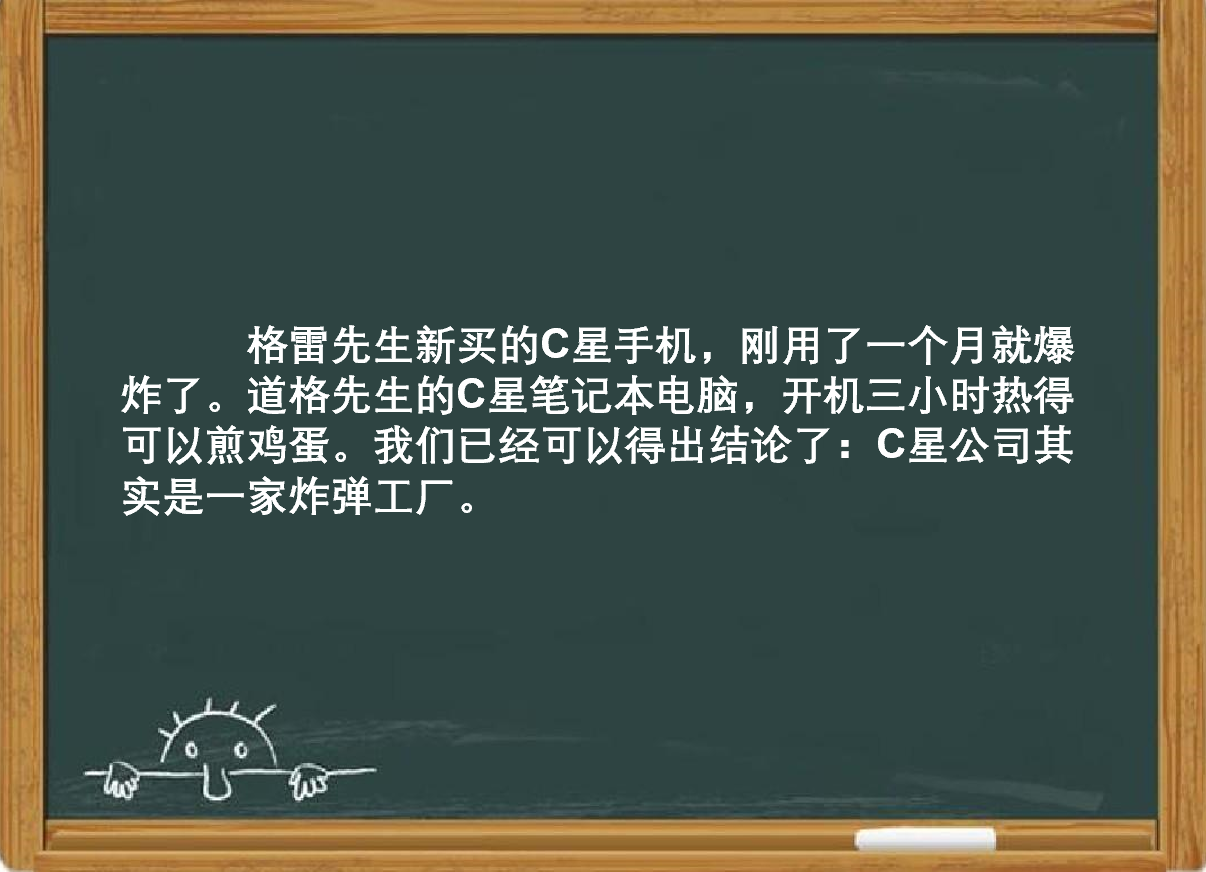 格雷先生新买的C星手机，刚用了一个月就爆
炸了。道格先生的C星笔记本电脑，开机三小时热得
可以煎鸡蛋。我们已经可以得出结论了：C星公司其
实是一家炸弹工厂。